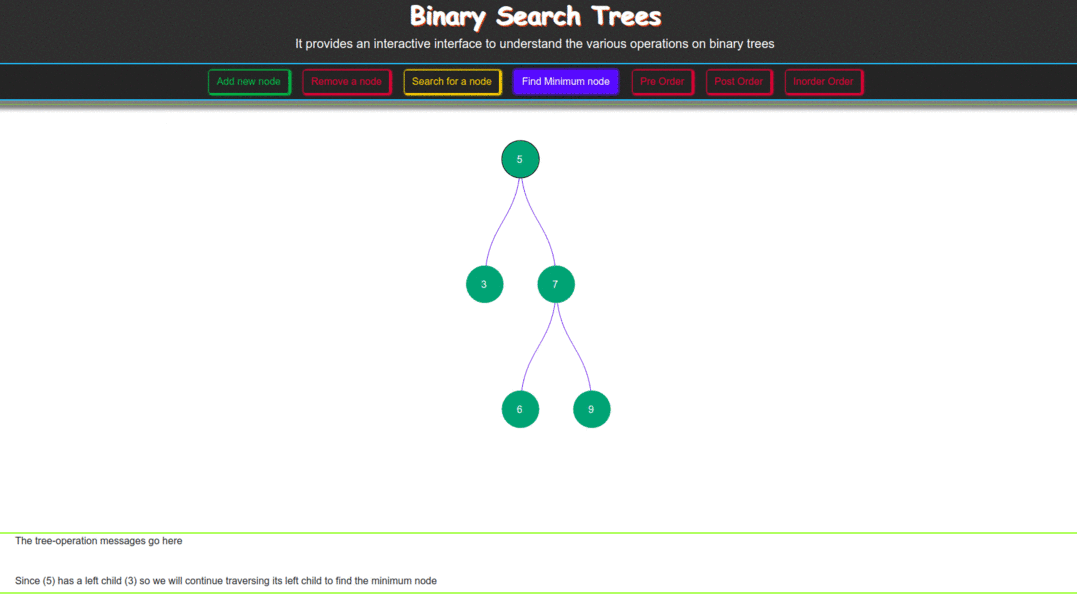 Binary Search Trees
It provides an interactive interface to understand the various operations on binary trees
Add new node Remove a node Search for a node Find Minimum node Pre Order Post Order Inorder Order
5
3 7
6 9
The tree-operation messages go here
Since (5) has a left child (3) so we will continue traversing its left child to find the minimum node